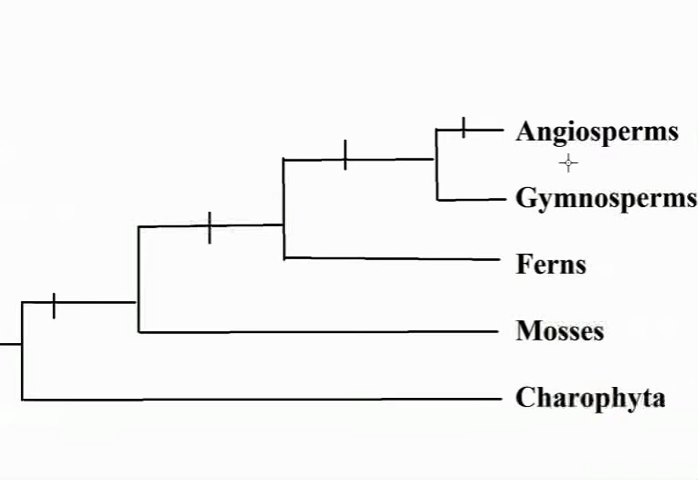 Angiosperms
Gymnosperms
Ferns
Mosses
Charophyta